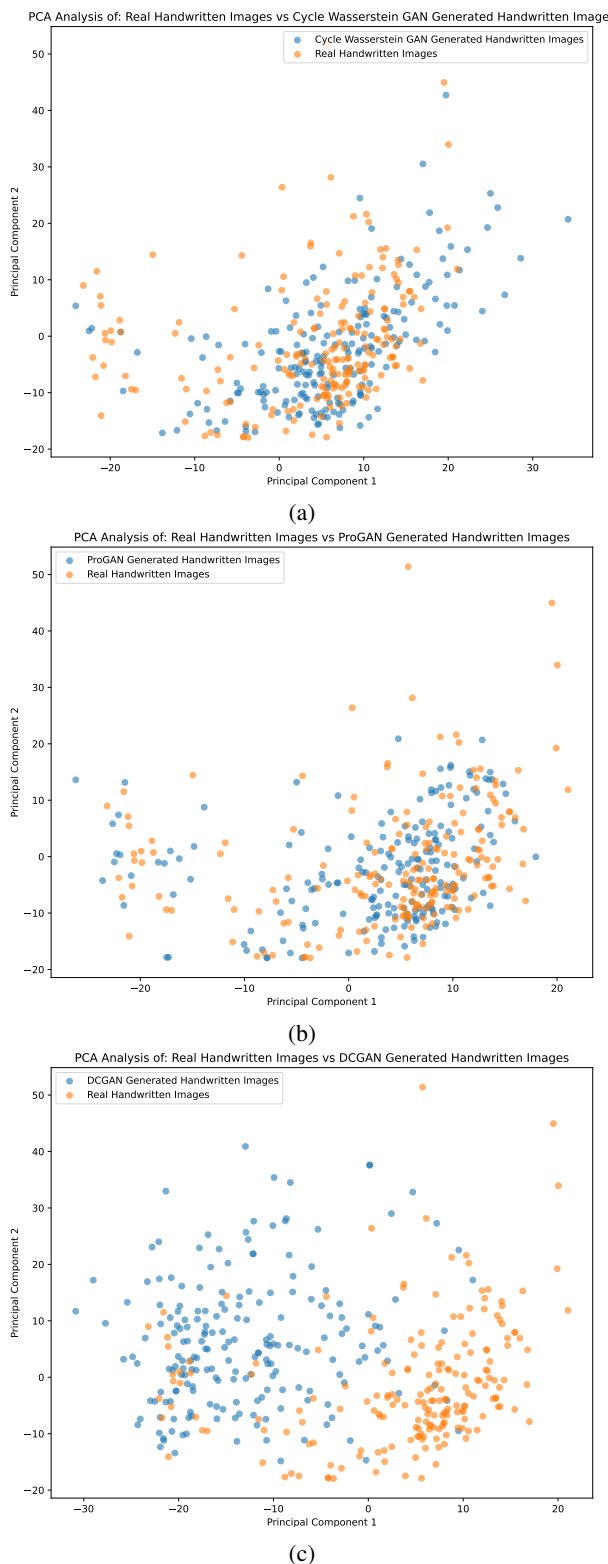 PCA Analysis of: Real Handwritten Images vs Cycle Wasserstein GAN Generated Handwritten Image
Cycle Wasserstein GAN Generated Handwritten Images
Real Handwritten Images
Principal Component 2
50
40
30
20
10
0
−10
−20
−20
−10
0
10
20
30
Principal Component 1
(a)
PCA Analysis of: Real Handwritten Images vs ProGAN Generated Handwritten Images
ProGAN Generated Handwritten Images
Real Handwritten Images
Principal Component 2
50
40
30
20
10
0
−10
−20
−20
−10
0
10
20
Principal Component 1
(b)
PCA Analysis of: Real Handwritten Images vs DCGAN Generated Handwritten Images
DCGAN Generated Handwritten Images
Real Handwritten Images
Principal Component 2
50
40
30
20
10
0
−10
−20
−30
−20
−10
0
10
20
Principal Component 1
(c)